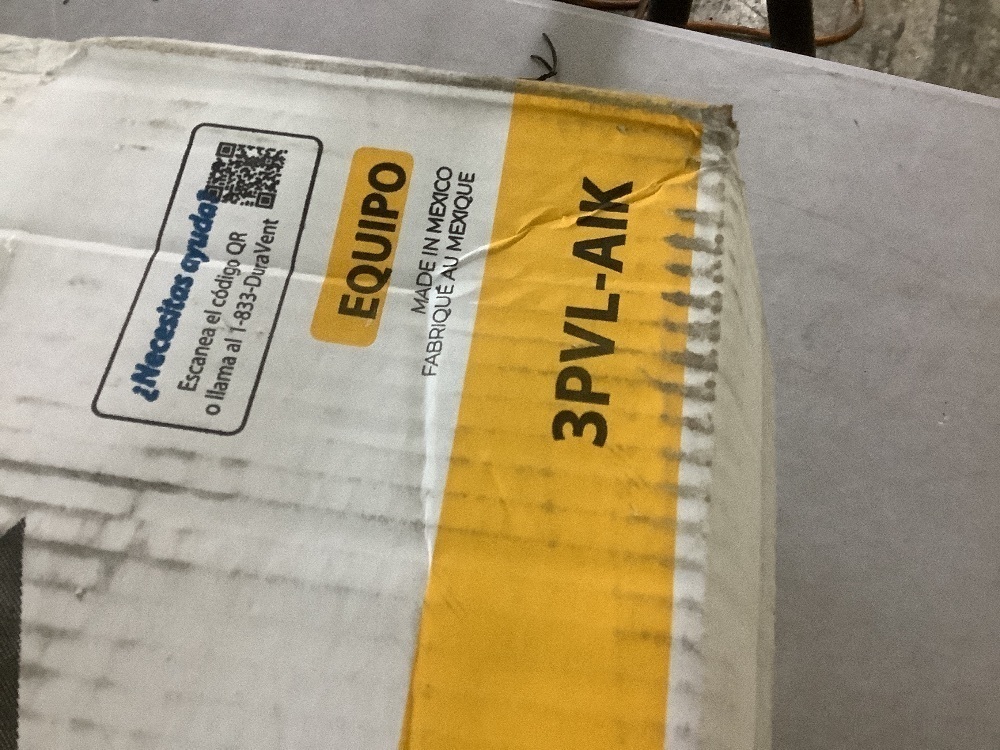 ¿Necesitas ayuda?
Escanea el código QR
o llama al 1-833-DuraVent
EQUIPO
MADE IN MEXICO
FABRIQUÉ AU MEXIQUE
3PVL-AIK